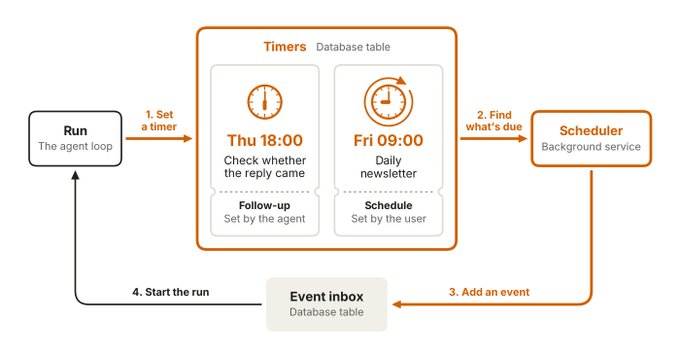 Timers Database table
Run
The agent loop
1. Set
a timer
Thu 18:00
Check whether
the reply came
Follow-up
Set by the agent
Fri 09:00
Daily
newsletter
Schedule
Set by the user
2. Find
what's due
Scheduler
Background service
3. Add an event
Event inbox
Database table
4. Start the run